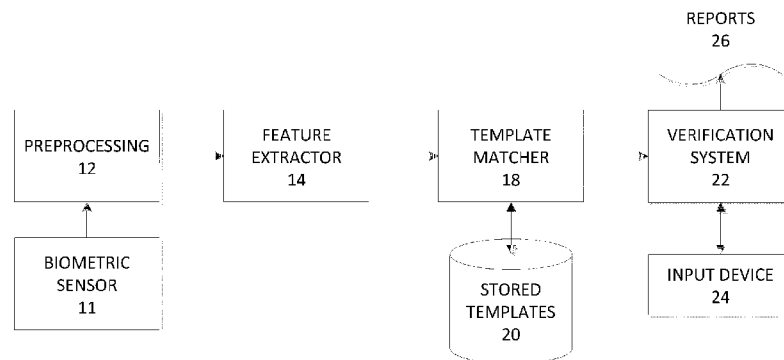 REPORTS
26
PREPROCESSING
12
FEATURE
EXTRACTOR
14
TEMPLATE
MATCHER
18
VERIFICATION
SYSTEM
22
BIOMETRIC
SENSOR
11
STORED
TEMPLATES
20
INPUT DEVICE
24